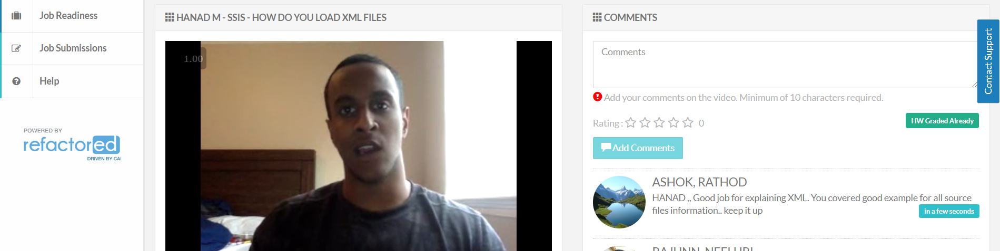 Job Readiness
Job Submissions
Help
POWERED BY
refactored
DRIVEN BY CAI
HANAD M - SSIS - HOW DO YOU LOAD XML FILES
1.00
COMMENTS
Comments
Add your comments on the video. Minimum of 10 characters required.
Rating : 0
HW Graded Already
Add Comments
ASHOK, RATHOD
HANAD ,, Good job for explaining XML. You covered good example for all source
files information.. keep it up
in a few seconds
Contact Support